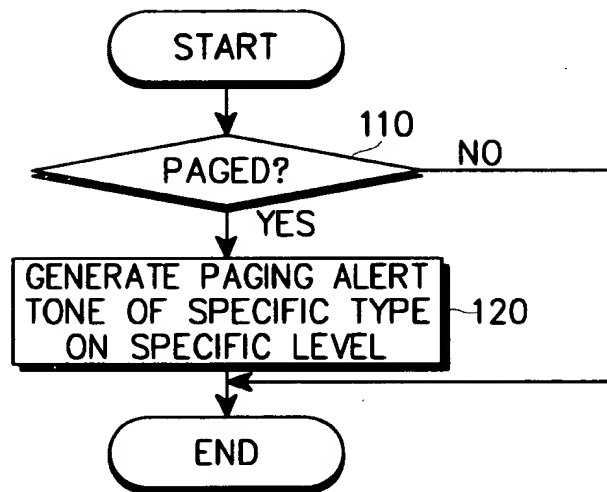 START
110
PAGED?
NO
YES
GENERATE PAGING ALERT
TONE OF SPECIFIC TYPE
ON SPECIFIC LEVEL
120
END